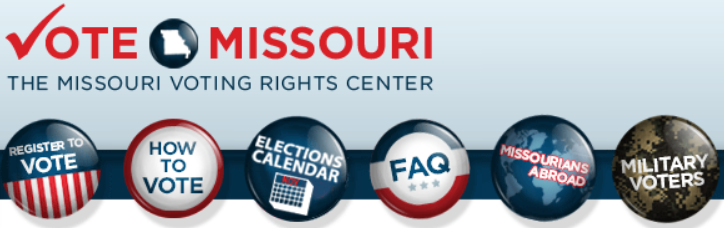 VOTE MISSOURI
THE MISSOURI VOTING RIGHTS CENTER
REGISTER TO
VOTE
HOW
TO
VOTE
ELECTIONS
CALENDAR
FAQ
MISSOURIANS
ABROAD
MILITARY
VOTERS